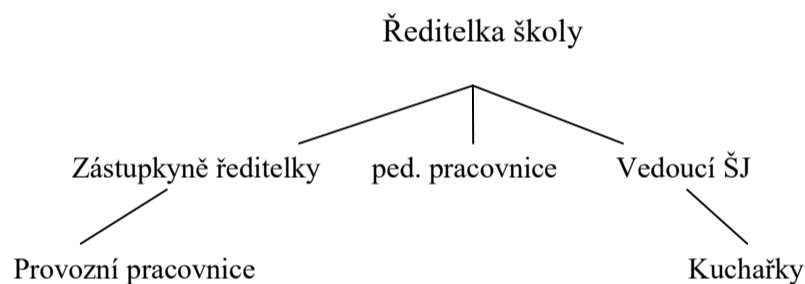 Ředitelka školy
Zástupkyně ředitelky ped. pracovnice Vedoucí ŠJ
Provozní pracovnice Kuchařky